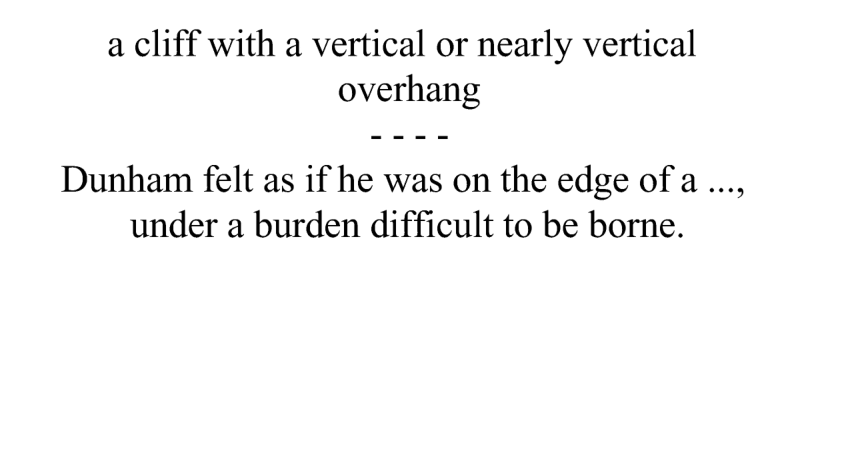 a cliff with a vertical or nearly vertical
overhang
- - - -
Dunham felt as if he was on the edge of a ...,
under a burden difficult to be borne.